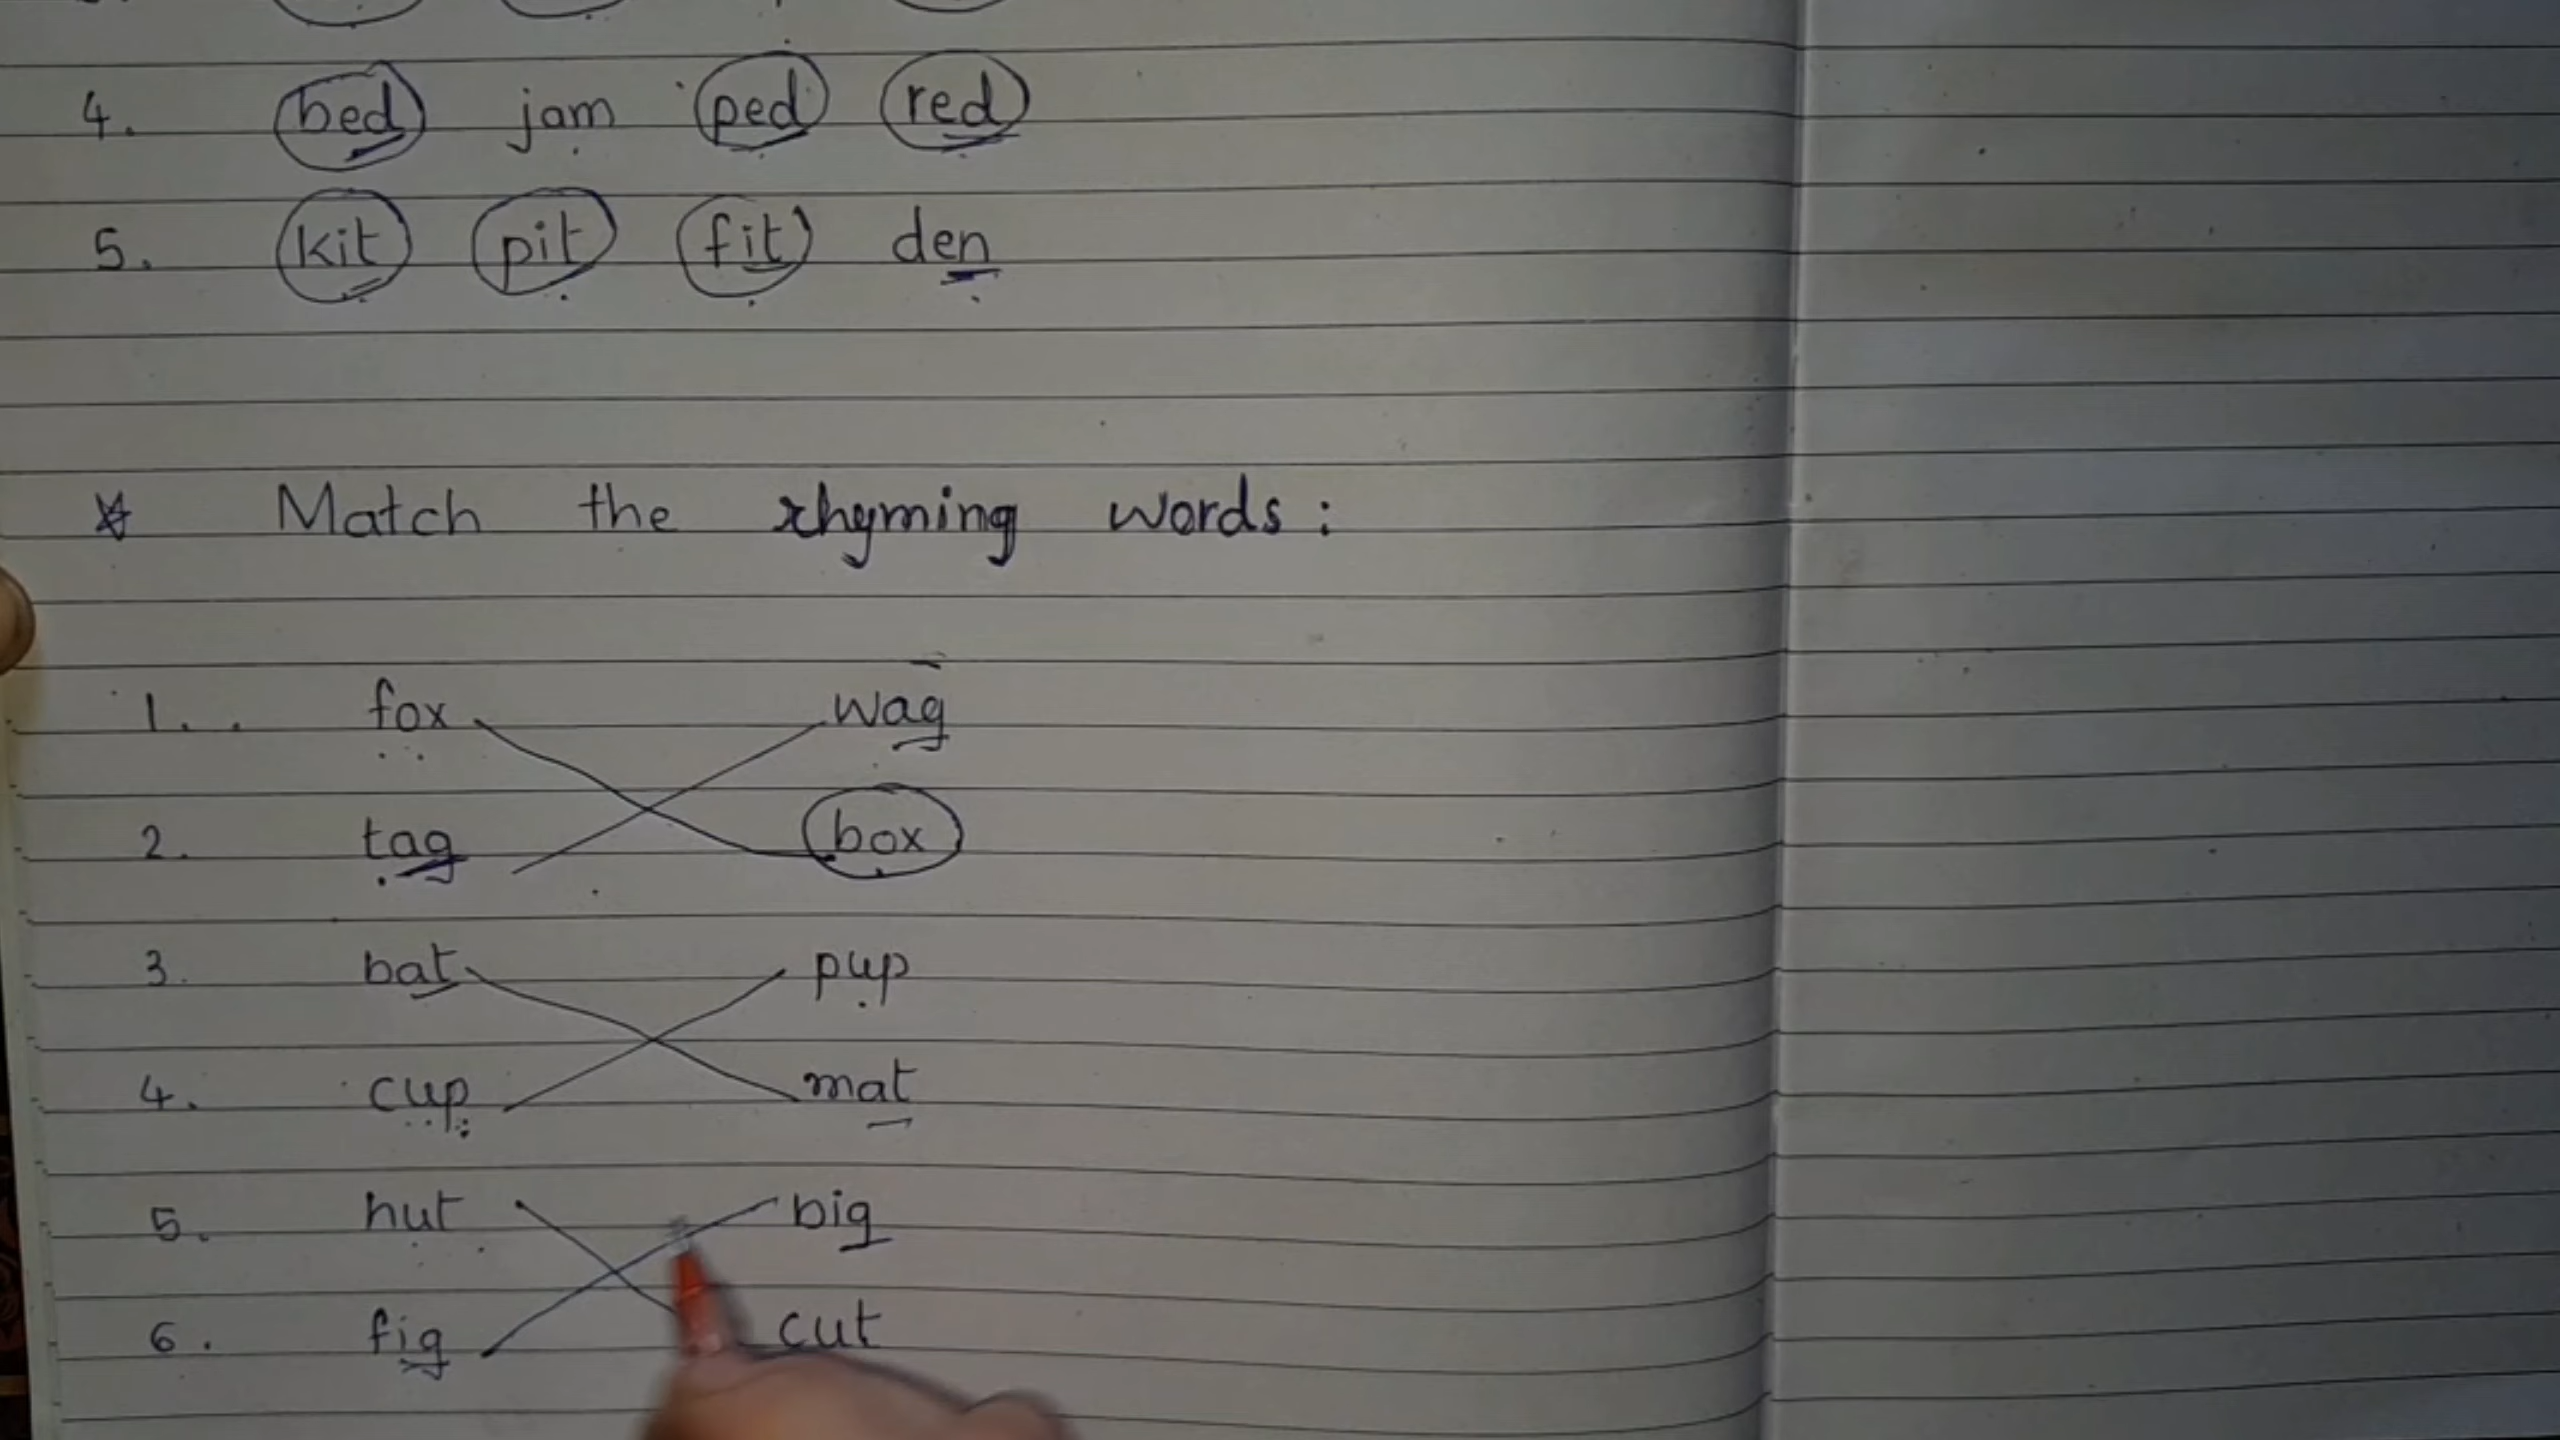 4. bed jam ped red
5. kit pit fit den
☆ Match the rhyming words:
1. fox wag
2. tag box
3. bat pup
4. cup mat
5. hut big
6. fig cut